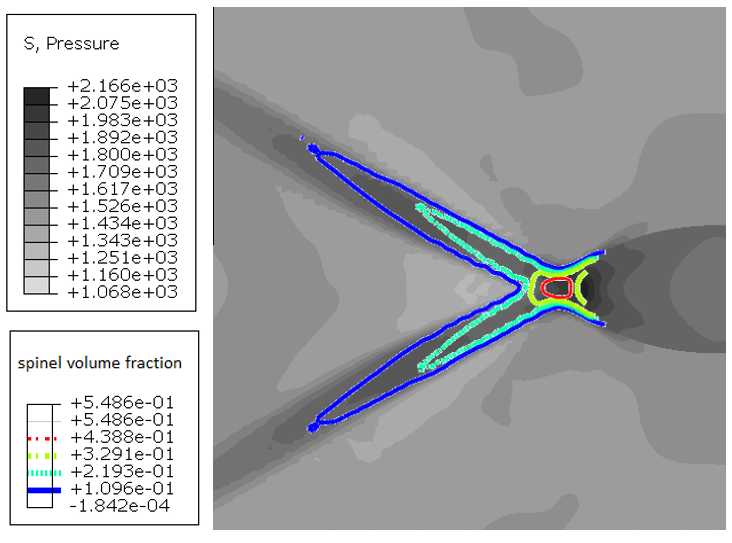 S, Pressure
+2.166e+03
+2.075e+03
+1.983e+03
+1.892e+03
+1.800e+03
+1.709e+03
+1.617e+03
+1.526e+03
+1.434e+03
+1.343e+03
+1.251e+03
+1.160e+03
+1.068e+03
spinel volume fraction
+5.486e-01
+5.486e-01
+4.388e-01
+3.291e-01
+2.193e-01
+1.096e-01
-1.842e-04